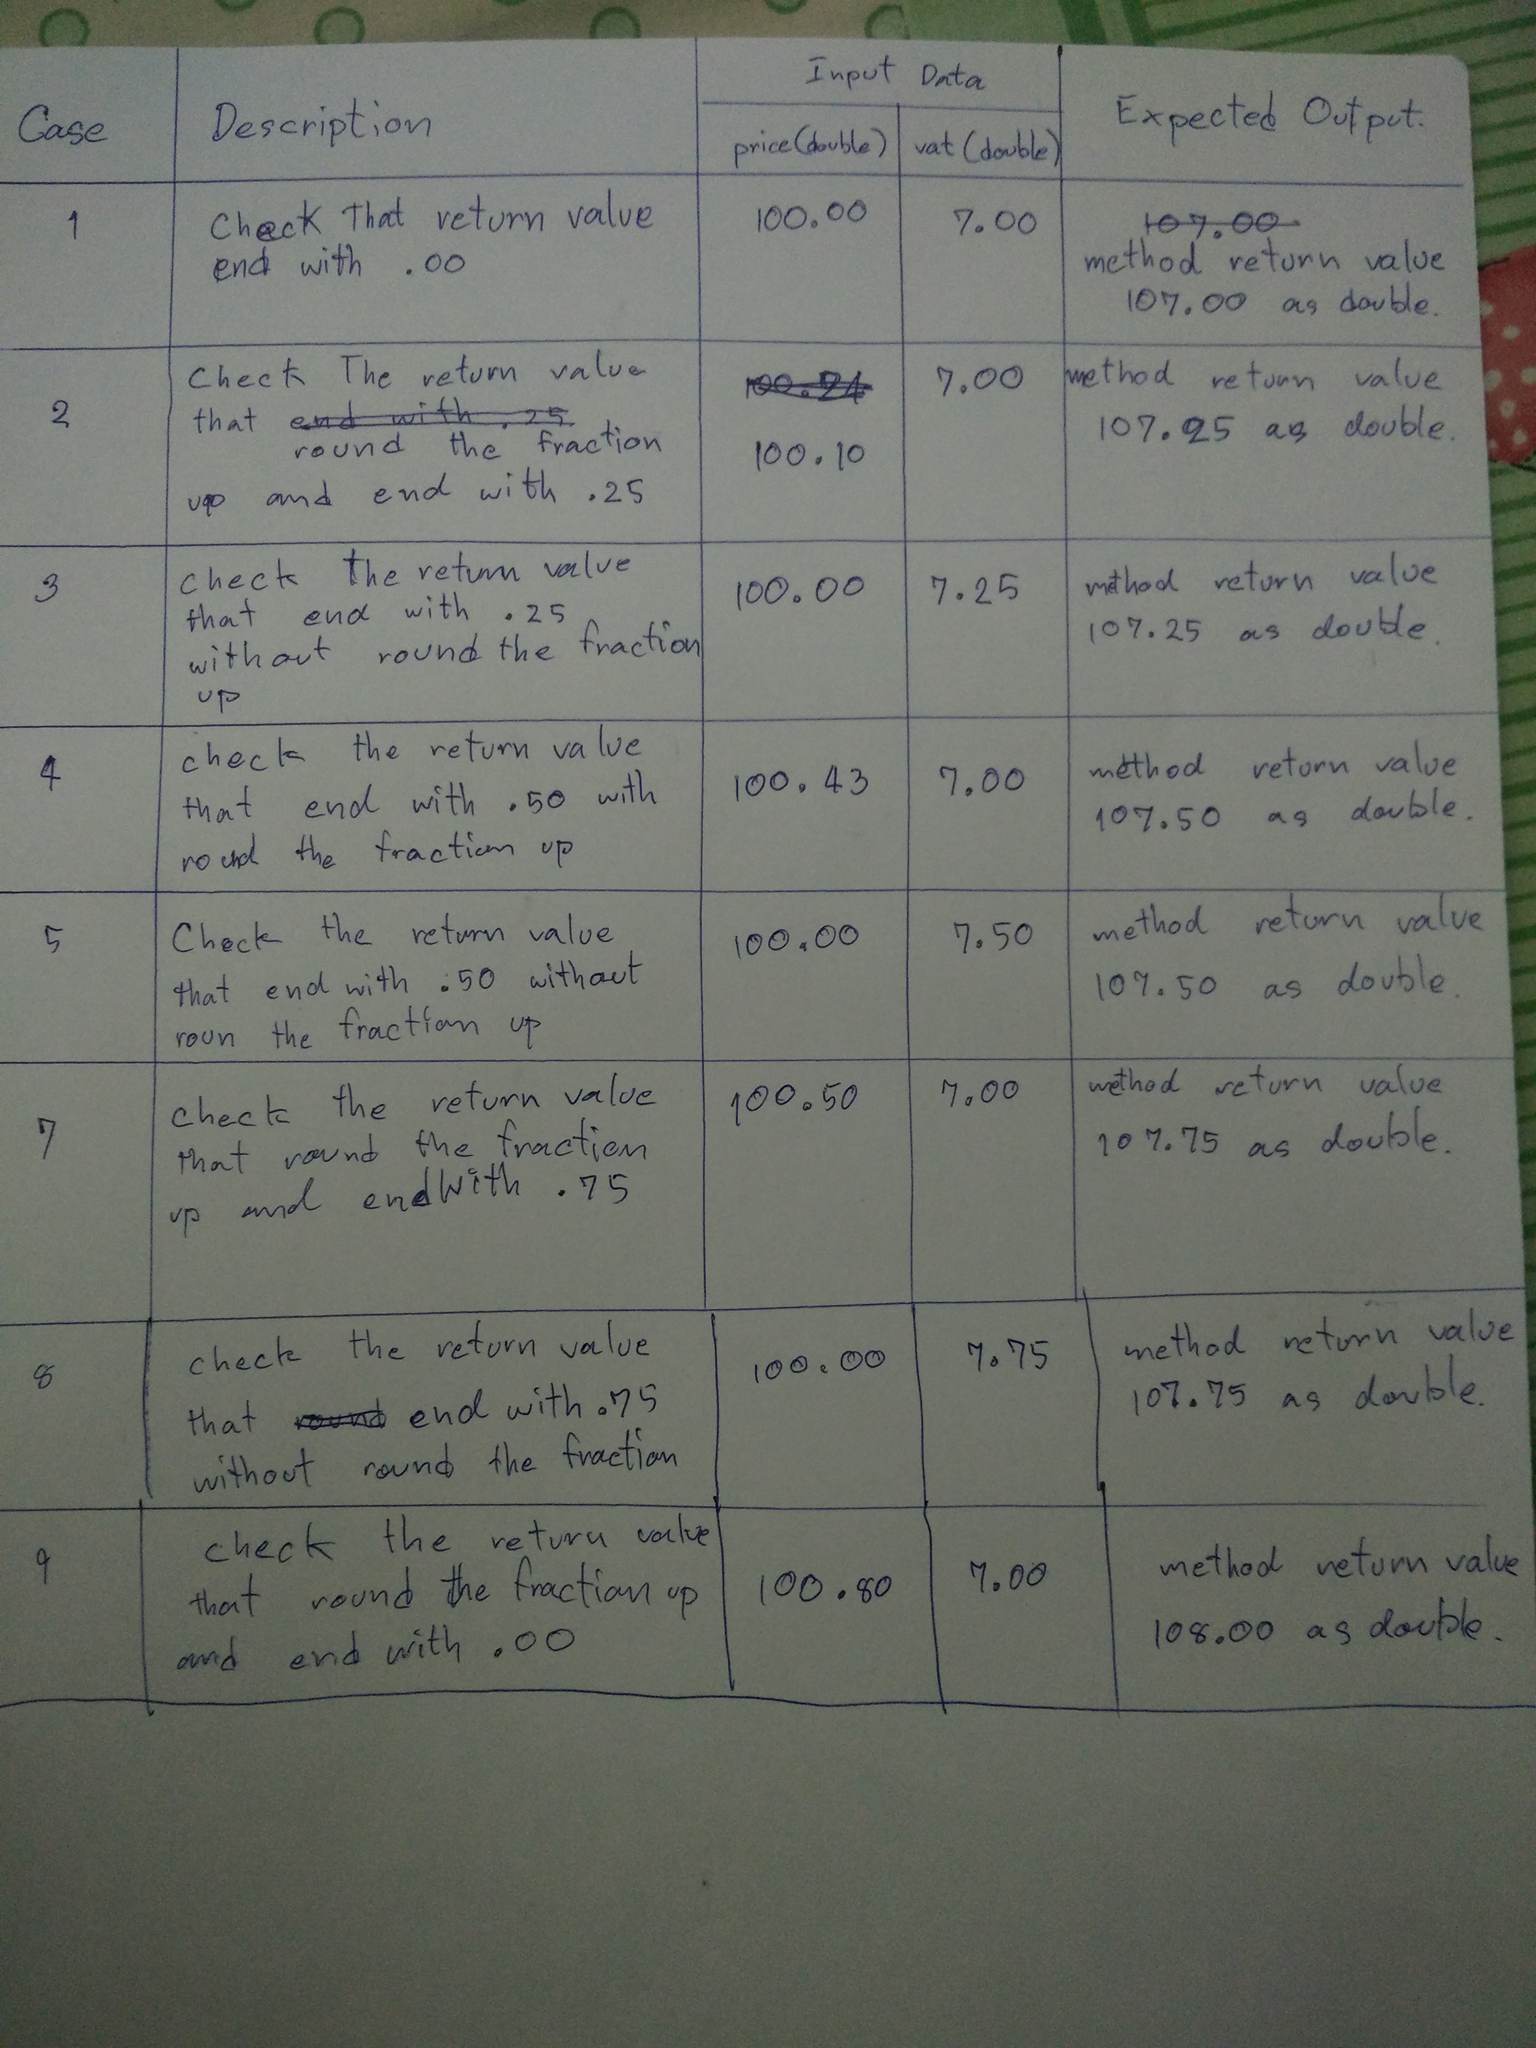 Case
Description
Input Data
price (double)
vat (double)
Expected Output.
1
Check That return value
end with .00
100.00
7.00
107.00
method return value
107.00 as double.
2
Check The return value
that end with .25
round the fraction
up and end with .25
100.24
100.10
7.00
method return value
107.25 as double.
3
check the return value
that end with .25
without round the fraction
up
100.00
7.25
method return value
107.25 as double.
4
check the return value
that end with .50 with
round the fraction up
100.43
7.00
method return value
107.50 as double.
5
Check the return value
that end with .50 without
roun the fraction up
100.00
7.50
method return value
107.50 as double.
7
check the return value
that round the fraction
up and end with .75
100.50
7.00
method return value
107.75 as double.
8
check the return value
that round end with .75
without round the fraction
100.00
7.75
method return value
107.75 as double.
9
check the return value
that round the fraction up
and end with .00
100.80
7.00
method return value
108.00 as double.